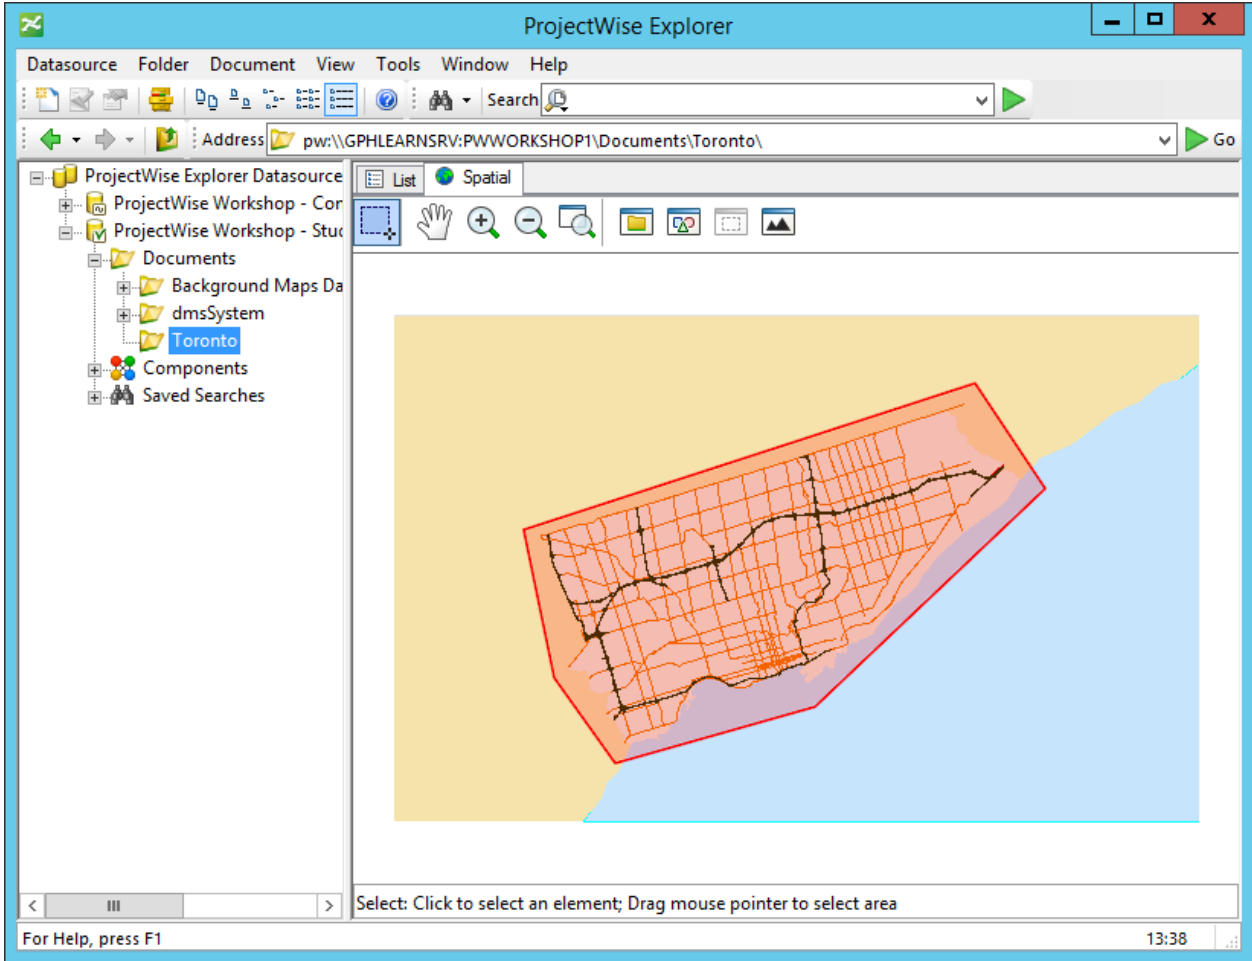 ProjectWise Explorer
Datasource Folder Document View Tools Window Help
Search
Address pw:\\GPHLEARNSRV:PWWORKSHOP1\Documents\Toronto\ Go
ProjectWise Explorer Datasource
ProjectWise Workshop - Cor
ProjectWise Workshop - Stud
Documents
Background Maps Da
dmsSystem
Toronto
Components
Saved Searches
List Spatial
Select: Click to select an element; Drag mouse pointer to select area
For Help, press F1 13:38